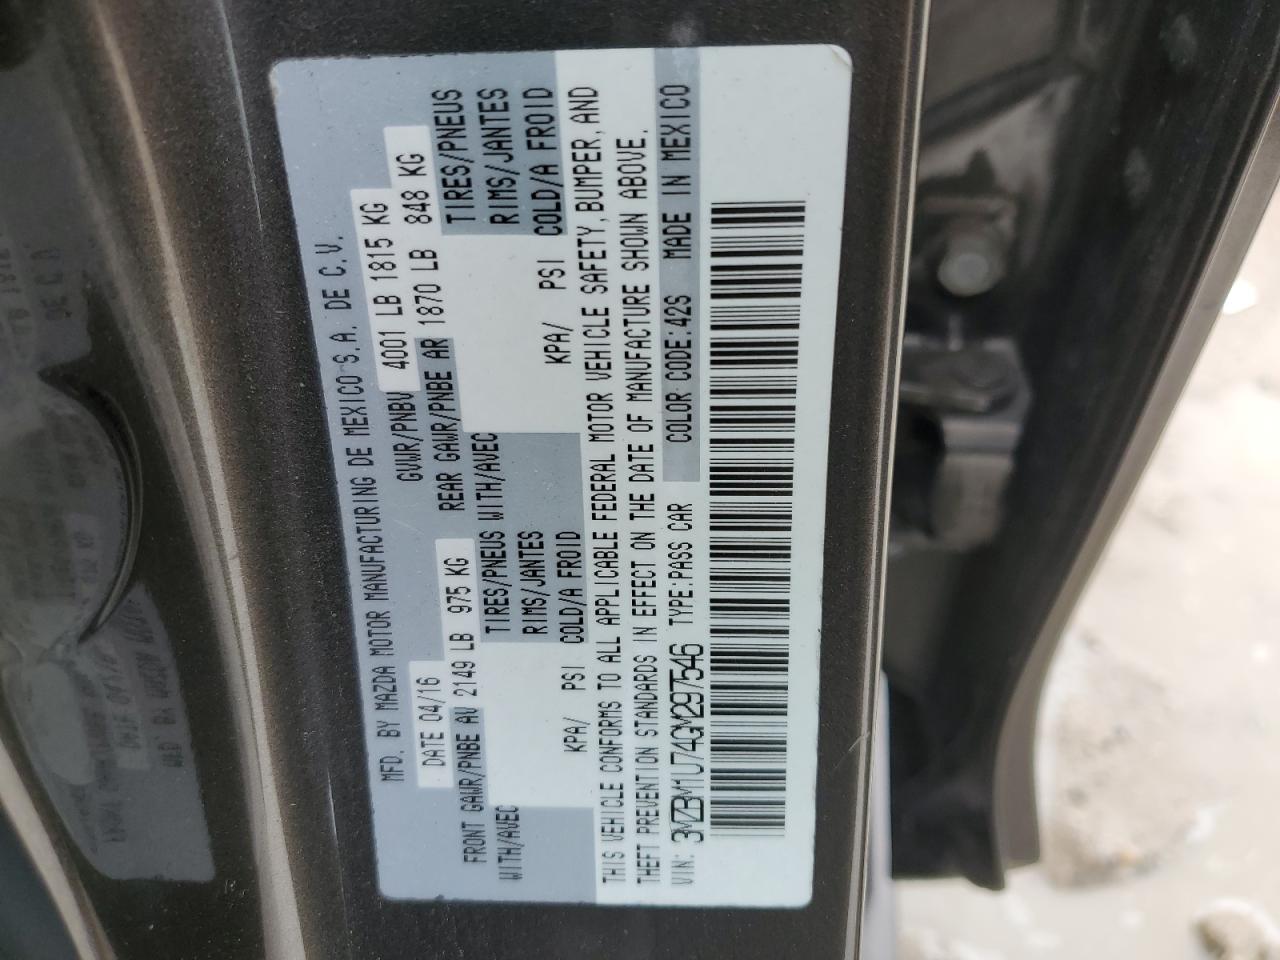 MFD. BY MAZDA MOTOR MANUFACTURING DE MEXICO S.A. DE C.V.
DATE 04/16 GVWR/PNBV 4001 LB 1815 KG
FRONT GAWR/PNBE AV 2149 LB 975 KG REAR GAWR/PNBE AR 1870 LB 848 KG
WITH/AVEC TIRES/PNEUS WITH/AVEC TIRES/PNEUS
RIMS/JANTES RIMS/JANTES
KPA/ PSI COLD/A FROID KPA/ PSI COLD/A FROID
THIS VEHICLE CONFORMS TO ALL APPLICABLE FEDERAL MOTOR VEHICLE SAFETY, BUMPER, AND
THEFT PREVENTION STANDARDS IN EFFECT ON THE DATE OF MANUFACTURE SHOWN ABOVE.
VIN: 3MZBM1U74GM297546 TYPE:PASS CAR COLOR CODE:42S MADE IN MEXICO